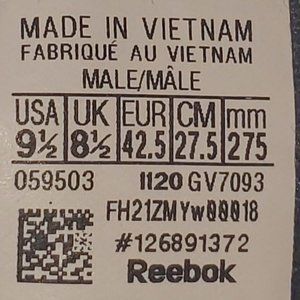 MADE IN VIETNAM
FABRIQUÉ AU VIETNAM
MALE/MÂLE
USA UK EUR CM mm
9½ 8½ 42.5 27.5 275
059503 1120 GV7093
FH21ZMYw00018
#126891372
Reebok